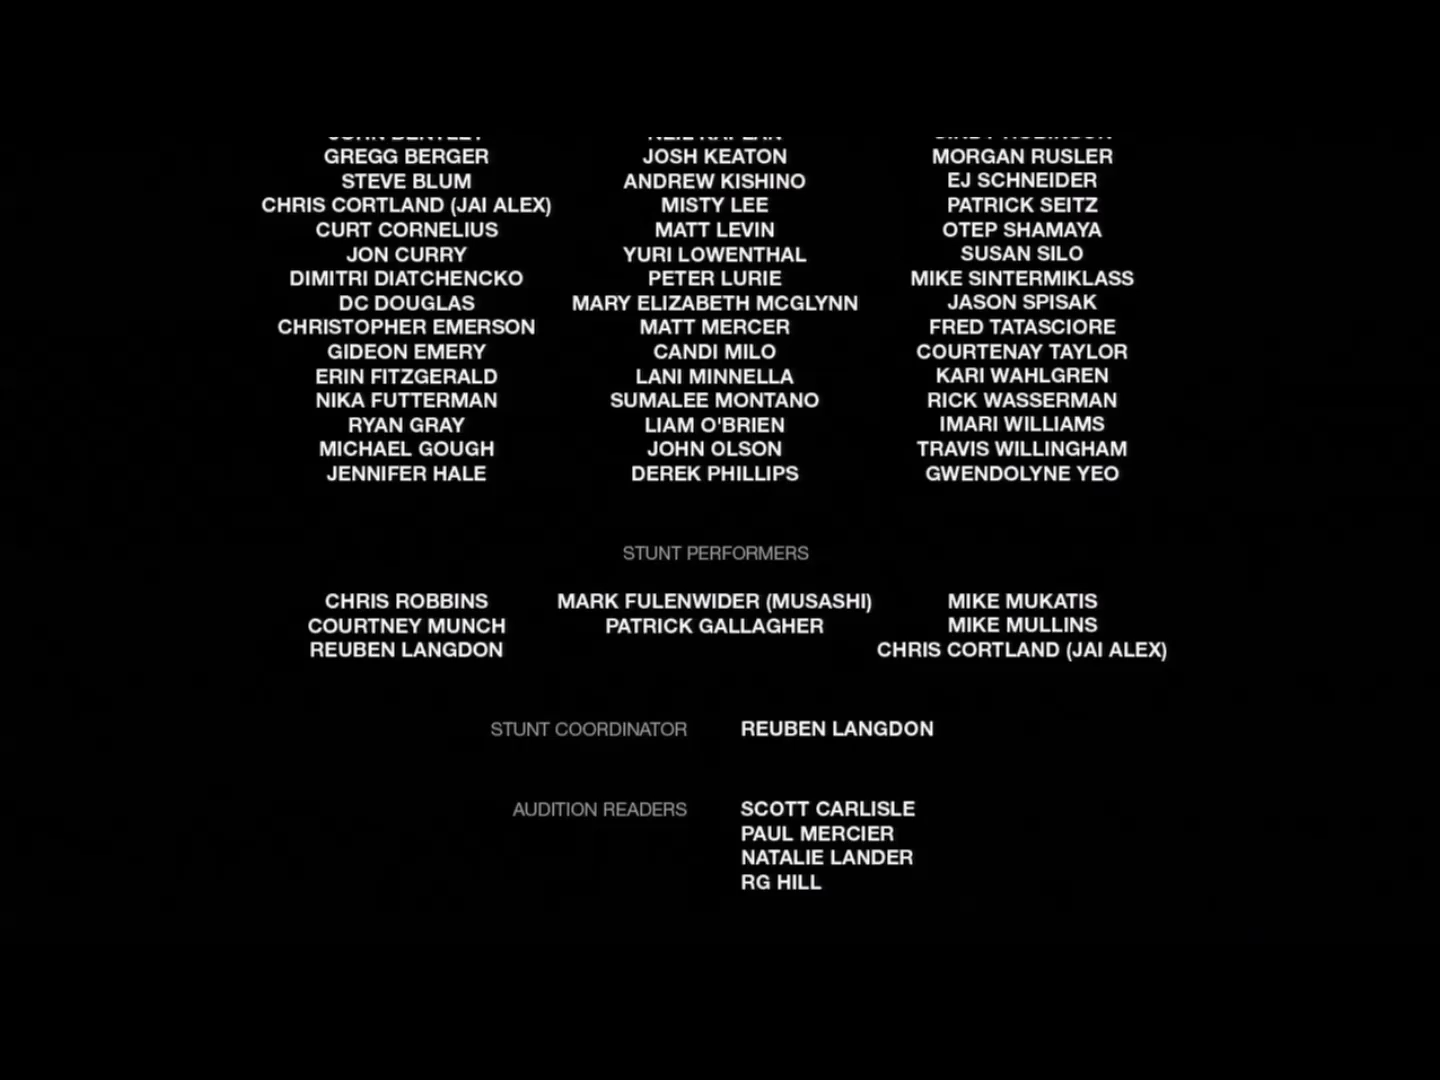 GREGG BERGER JOSH KEATON MORGAN RUSLER
STEVE BLUM ANDREW KISHINO EJ SCHNEIDER
CHRIS CORTLAND (JAI ALEX) MISTY LEE PATRICK SEITZ
CURT CORNELIUS MATT LEVIN OTEP SHAMAYA
JON CURRY YURI LOWENTHAL SUSAN SILO
DIMITRI DIATCHENCKO PETER LURIE MIKE SINTERMIKLASS
DC DOUGLAS MARY ELIZABETH MCGLYNN JASON SPISAK
CHRISTOPHER EMERSON MATT MERCER FRED TATASCIORE
GIDEON EMERY CANDI MILO COURTENAY TAYLOR
ERIN FITZGERALD LANI MINNELLA KARI WAHLGREN
NIKA FUTTERMAN SUMALEE MONTANO RICK WASSERMAN
RYAN GRAY LIAM O'BRIEN IMARI WILLIAMS
MICHAEL GOUGH JOHN OLSON TRAVIS WILLINGHAM
JENNIFER HALE DEREK PHILLIPS GWENDOLYNE YEO
STUNT PERFORMERS
CHRIS ROBBINS MARK FULENWIDER (MUSASHI) MIKE MUKATIS
COURTNEY MUNCH PATRICK GALLAGHER MIKE MULLINS
REUBEN LANGDON CHRIS CORTLAND (JAI ALEX)
STUNT COORDINATOR REUBEN LANGDON
AUDITION READERS SCOTT CARLISLE
PAUL MERCIER
NATALIE LANDER
RG HILL